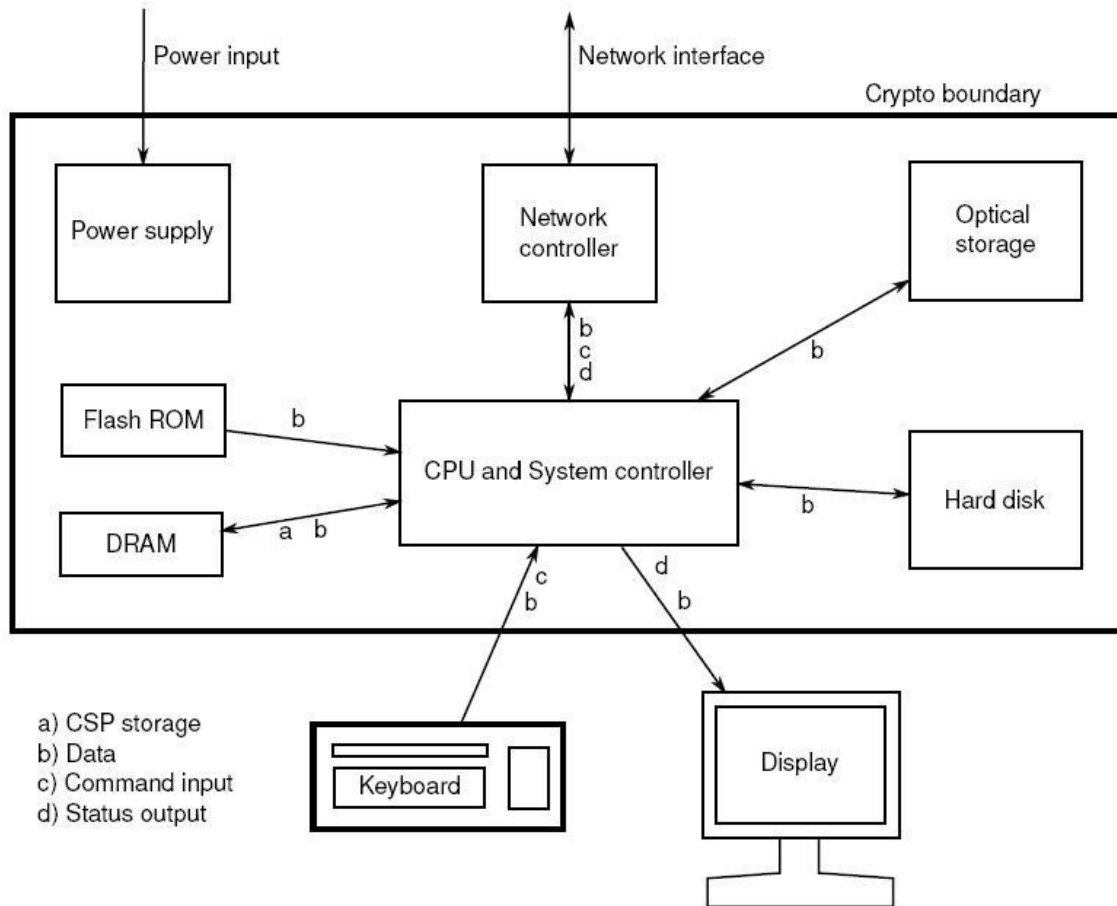 Power input
Network interface
Crypto boundary
Power supply
Network
controller
Optical
storage
b
c
d
b
Flash ROM
b
CPU and System controller
b
Hard disk
DRAM
a b
c
b
d
b
a) CSP storage
b) Data
c) Command input
d) Status output
Keyboard
Display